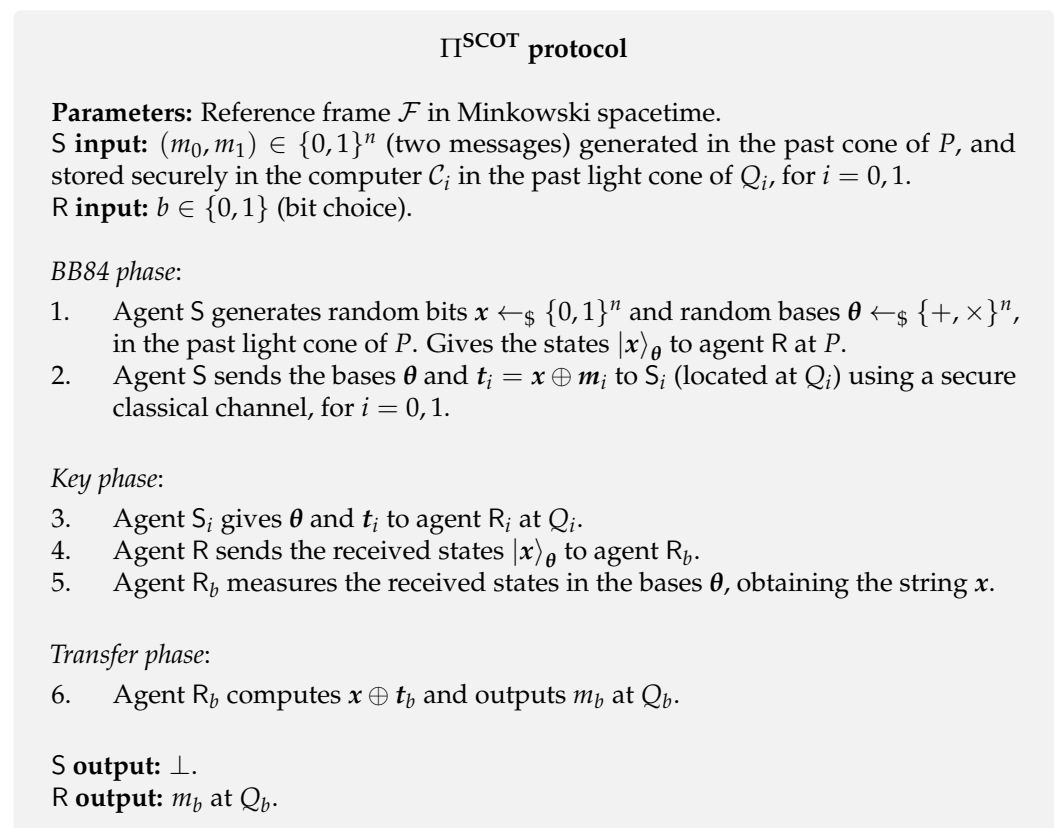 Π^SCOT protocol
Parameters: Reference frame ℱ in Minkowski spacetime.
S input: (m₀, m₁) ∈ {0, 1}ⁿ (two messages) generated in the past cone of P, and
stored securely in the computer 𝒞ᵢ in the past light cone of Qᵢ, for i = 0, 1.
R input: b ∈ {0, 1} (bit choice).
BB84 phase:
1. Agent S generates random bits x ←$ {0, 1}ⁿ and random bases θ ←$ {+, ×}ⁿ,
in the past light cone of P. Gives the states |x⟩_θ to agent R at P.
2. Agent S sends the bases θ and tᵢ = x ⊕ mᵢ to Sᵢ (located at Qᵢ) using a secure
classical channel, for i = 0, 1.
Key phase:
3. Agent Sᵢ gives θ and tᵢ to agent Rᵢ at Qᵢ.
4. Agent R sends the received states |x⟩_θ to agent R_b.
5. Agent R_b measures the received states in the bases θ, obtaining the string x.
Transfer phase:
6. Agent R_b computes x ⊕ t_b and outputs m_b at Q_b.
S output: ⊥.
R output: m_b at Q_b.